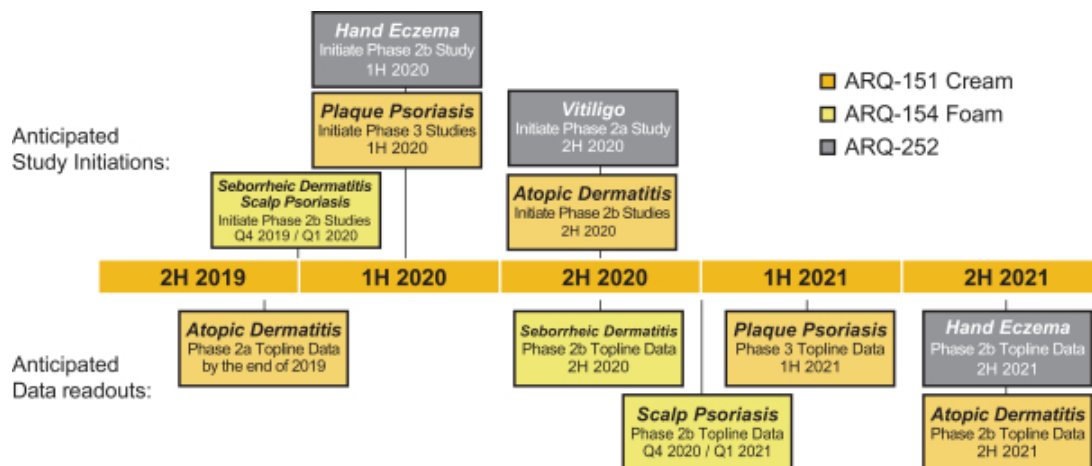 Hand Eczema
Initiate Phase 2b Study
1H 2020
ARQ-151 Cream
ARQ-154 Foam
ARQ-252
Plaque Psoriasis
Initiate Phase 3 Studies
1H 2020
Vitiligo
Initiate Phase 2a Study
2H 2020
Anticipated
Study Initiations:
Seborrheic Dermatitis
Scalp Psoriasis
Initiate Phase 2b Studies
Q4 2019 / Q1 2020
Atopic Dermatitis
Initiate Phase 2b Studies
2H 2020
2H 2019
1H 2020
2H 2020
1H 2021
2H 2021
Anticipated
Data readouts:
Atopic Dermatitis
Phase 2a Topline Data
by the end of 2019
Seborrheic Dermatitis
Phase 2b Topline Data
2H 2020
Plaque Psoriasis
Phase 3 Topline Data
1H 2021
Hand Eczema
Phase 2b Topline Data
2H 2021
Scalp Psoriasis
Phase 2b Topline Data
Q4 2020 / Q1 2021
Atopic Dermatitis
Phase 2b Topline Data
2H 2021